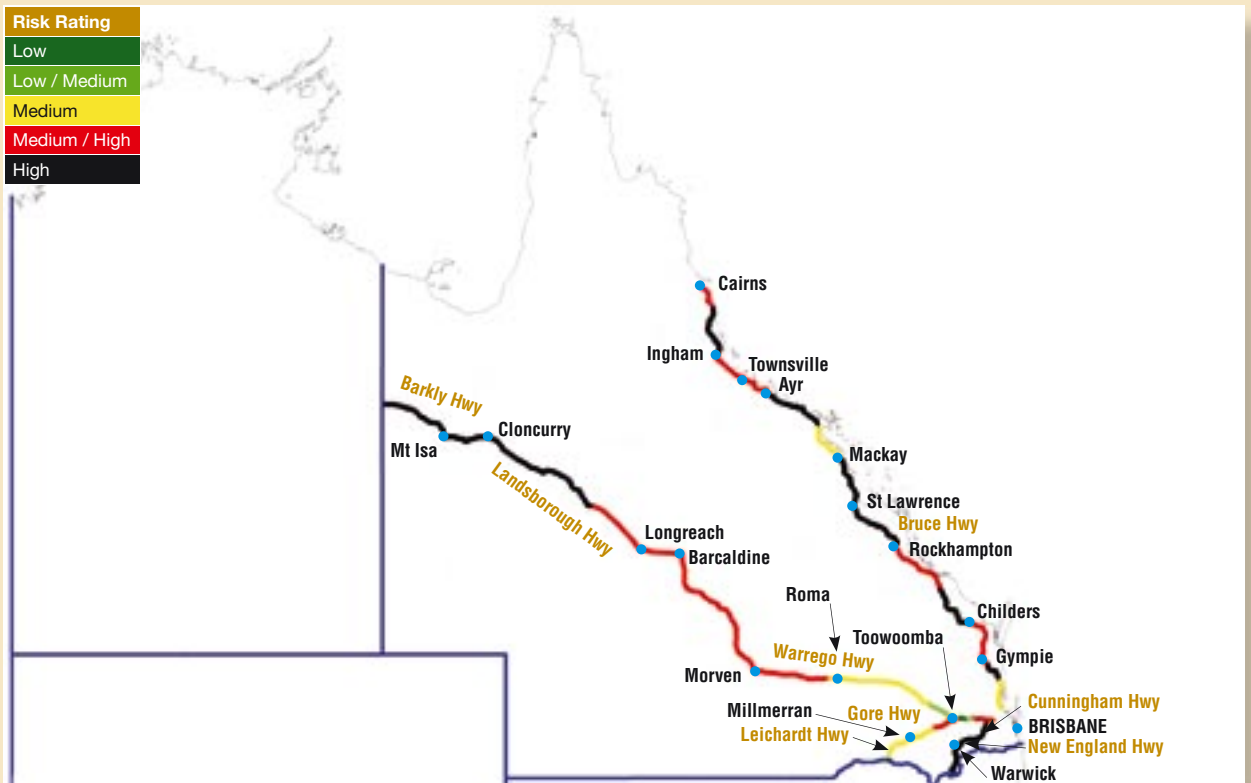 Risk Rating
Low
Low / Medium
Medium
Medium / High
High
Cairns
Ingham
Townsville
Ayr
Barkly Hwy
Cloncurry
Mt Isa
Mackay
Landsborough Hwy
St Lawrence
Bruce Hwy
Longreach
Rockhampton
Barcaldine
Roma
Childers
Toowoomba
Warrego Hwy
Gympie
Morven
Cunningham Hwy
Millmerran
Gore Hwy
BRISBANE
Leichardt Hwy
New England Hwy
Warwick